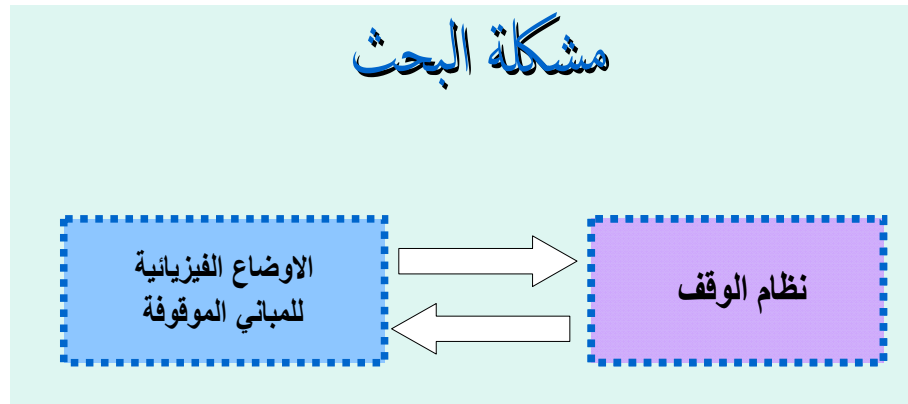 مشكلة البحث
نظام الوقف
الاوضاع الفيزيائية
للمباني الموقوفة